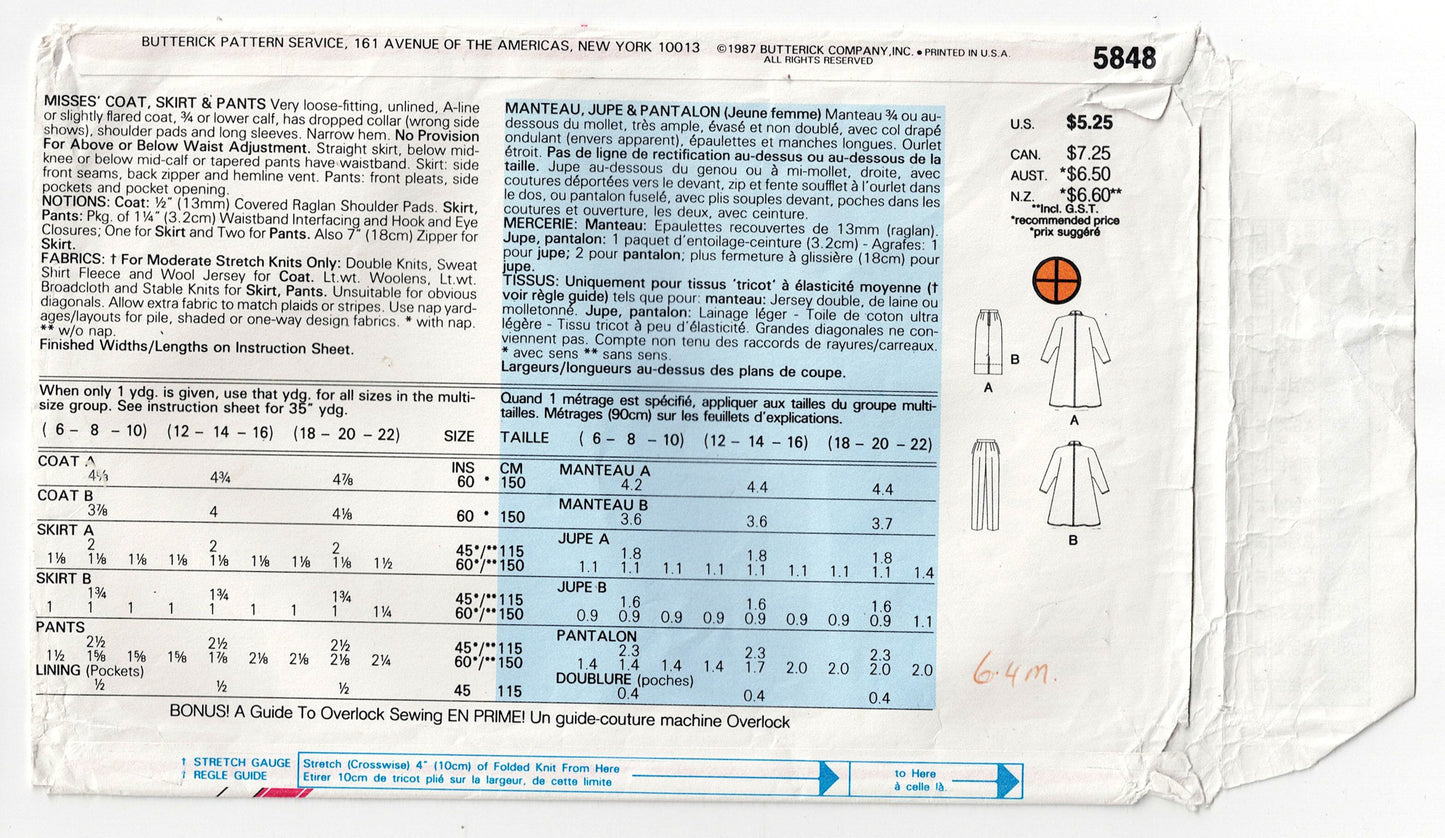 BUTTERICK PATTERN SERVICE, 161 AVENUE OF THE AMERICAS, NEW YORK 10013 ©1987 BUTTERICK COMPANY,INC. • PRINTED IN U.S.A.
ALL RIGHTS RESERVED
5848
MISSES' COAT, SKIRT & PANTS Very loose-fitting, unlined, A-line
or slightly flared coat, ¾ or lower calf, has dropped collar (wrong side
shows), shoulder pads and long sleeves. Narrow hem. No Provision
For Above or Below Waist Adjustment. Straight skirt, below mid-
knee or below mid-calf or tapered pants have waistband. Skirt: side
front seams, back zipper and hemline vent. Pants: front pleats, side
pockets and pocket opening.
NOTIONS: Coat: ½" (13mm) Covered Raglan Shoulder Pads. Skirt,
Pants: Pkg. of 1¼" (3.2cm) Waistband Interfacing and Hook and Eye
Closures; One for Skirt and Two for Pants. Also 7" (18cm) Zipper for
Skirt.
FABRICS: † For Moderate Stretch Knits Only: Double Knits, Sweat
Shirt Fleece and Wool Jersey for Coat. Lt.wt. Woolens, Lt.wt.
Broadcloth and Stable Knits for Skirt, Pants. Unsuitable for obvious
diagonals. Allow extra fabric to match plaids or stripes. Use nap yard-
ages/layouts for pile, shaded or one-way design fabrics. * with nap.
** w/o nap.
Finished Widths/Lengths on Instruction Sheet.
MANTEAU, JUPE & PANTALON (Jeune femme) Manteau ¾ ou au-
dessous du mollet, très ample, évasé et non doublé, avec col drapé
ondulant (envers apparent), épaulettes et manches longues. Ourlet
étroit. Pas de ligne de rectification au-dessus ou au-dessous de la
taille. Jupe au-dessous du genou ou à mi-mollet, droite, avec
coutures déportées vers le devant, zip et fente soufflet à l'ourlet dans
le dos, ou pantalon fuselé, avec plis souples devant, poches dans les
coutures et ouverture, les deux, avec ceinture.
MERCERIE: Manteau: Epaulettes recouvertes de 13mm (raglan).
Jupe, pantalon: 1 paquet d'entoilage-ceinture (3.2cm) - Agrafes: 1
pour jupe; 2 pour pantalon; plus fermeture à glissière (18cm) pour
jupe.
TISSUS: Uniquement pour tissus 'tricot' à élasticité moyenne (†
voir règle guide) tels que pour: manteau: Jersey double, de laine ou
molletonné. Jupe, pantalon: Lainage léger - Toile de coton ultra
légère - Tissu tricot à peu d'élasticité. Grandes diagonales ne con-
viennent pas. Compte non tenu des raccords de rayures/carreaux.
* avec sens ** sans sens.
Largeurs/longueurs au-dessus des plans de coupe.
U.S. $5.25
CAN. $7.25
AUST. *$6.50
N.Z. *$6.60**
**Incl. G.S.T.
*recommended price
*prix suggéré
B
A
A
B
When only 1 ydg. is given, use that ydg. for all sizes in the multi-
size group. See instruction sheet for 35" ydg.
Quand 1 métrage est spécifié, appliquer aux tailles du groupe multi-
tailles. Métrages (90cm) sur les feuillets d'explications.
(6 – 8 – 10) (12 – 14 – 16) (18 – 20 – 22) SIZE TAILLE (6 – 8 – 10) (12 – 14 – 16) (18 – 20 – 22)
COAT A INS CM MANTEAU A
4¾ 4⅞ 60 * 150 4.2 4.4 4.4
COAT B MANTEAU B
3⅞ 4 4⅛ 60 * 150 3.6 3.6 3.7
SKIRT A JUPE A
2 2 2 45*/**115 1.8 1.8 1.8
1⅛ 1⅛ 1⅛ 1⅛ 1⅛ 1⅛ 1⅛ 1⅛ 1½ 60*/**150 1.1 1.1 1.1 1.1 1.1 1.1 1.1 1.1 1.4
SKIRT B JUPE B
1¾ 1¾ 1¾ 45*/**115 1.6 1.6 1.6
1 1 1 1 1 1 1 1 1¼ 60*/**150 0.9 0.9 0.9 0.9 0.9 0.9 0.9 0.9 1.1
PANTS PANTALON
2½ 2½ 2½ 45*/**115 2.3 2.3 2.3
1½ 1⅝ 1⅝ 1⅝ 1⅞ 2⅛ 2⅛ 2⅛ 2¼ 60*/**150 1.4 1.4 1.4 1.4 1.7 2.0 2.0 2.0 2.0
LINING (Pockets) DOUBLURE (poches)
½ ½ ½ 45 115 0.4 0.4 0.4
6.4m.
BONUS! A Guide To Overlock Sewing EN PRIME! Un guide-couture machine Overlock
† STRETCH GAUGE Stretch (Crosswise) 4" (10cm) of Folded Knit From Here to Here
† REGLE GUIDE Etirer 10cm de tricot plié sur la largeur, de cette limite à celle là.